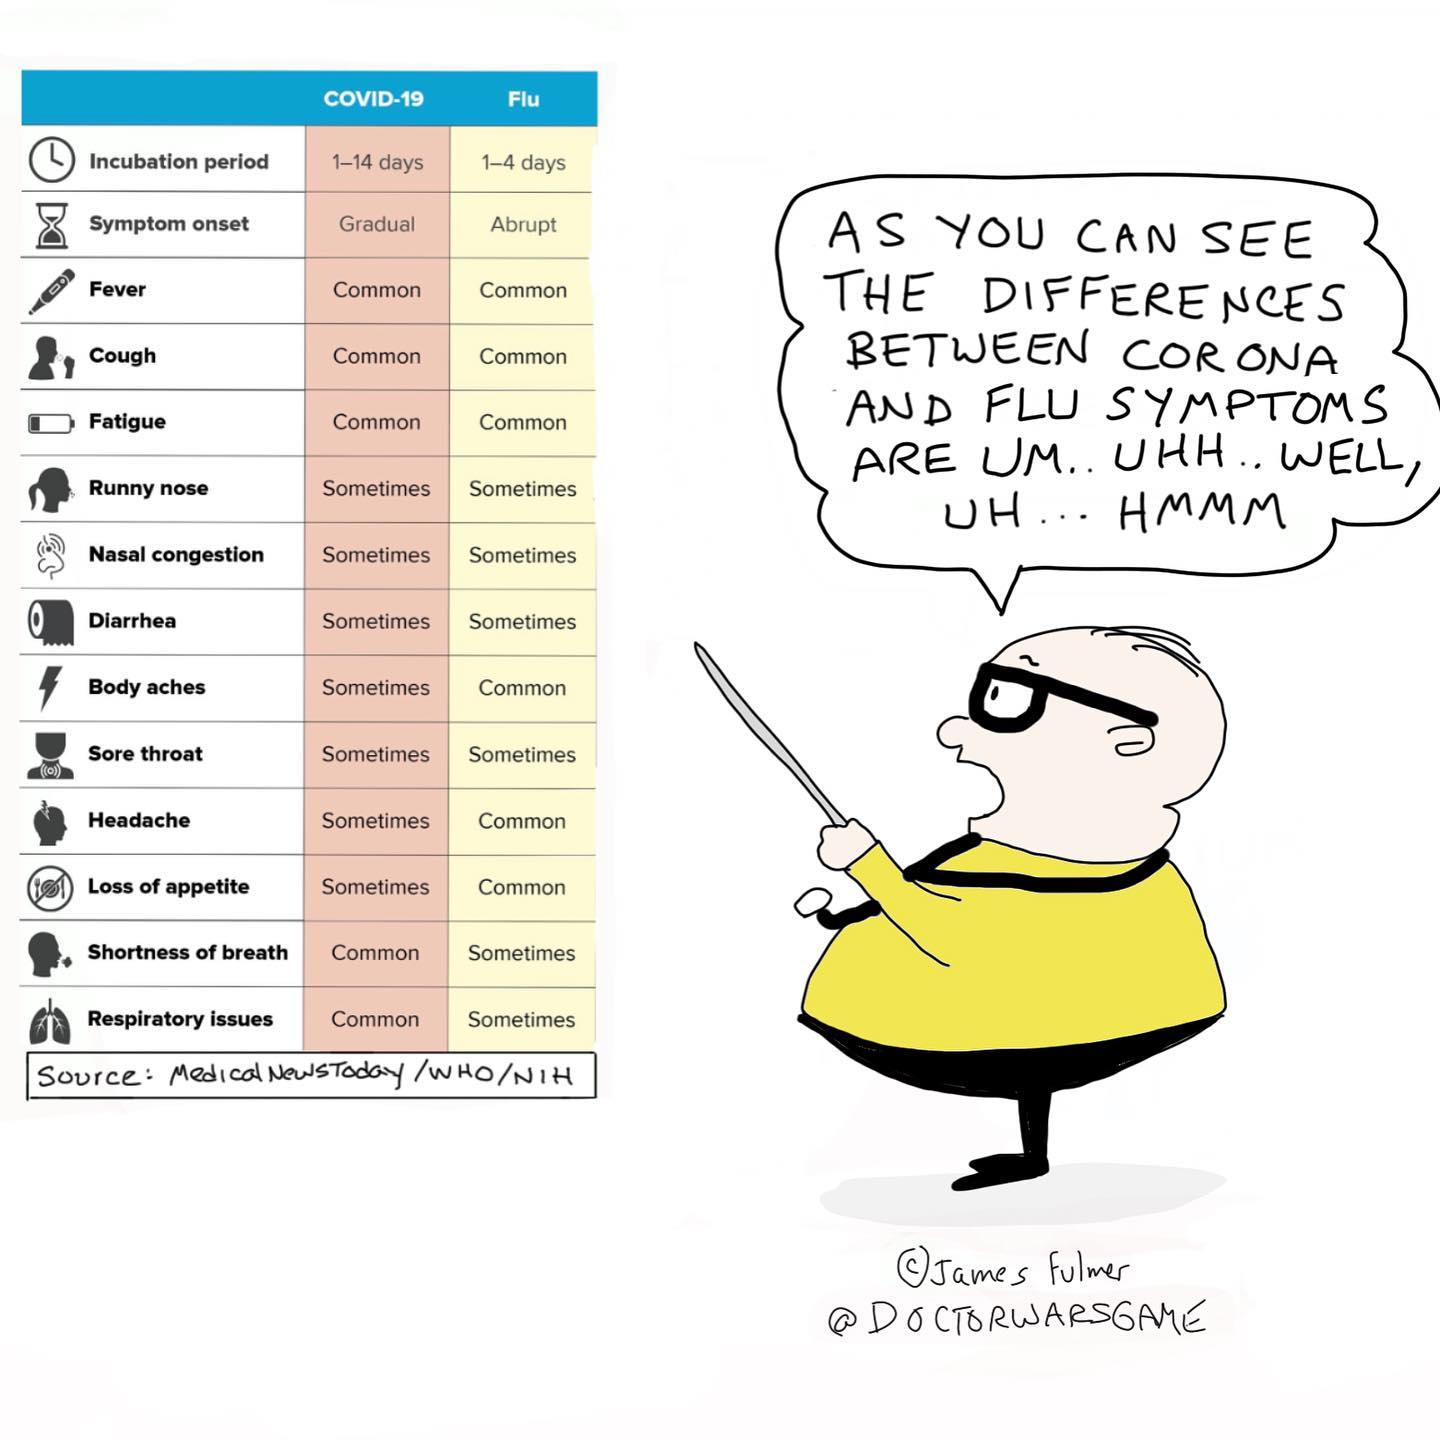 COVID-19 Flu
Incubation period 1–14 days 1–4 days
Symptom onset Gradual Abrupt
Fever Common Common
Cough Common Common
Fatigue Common Common
Runny nose Sometimes Sometimes
Nasal congestion Sometimes Sometimes
Diarrhea Sometimes Sometimes
Body aches Sometimes Common
Sore throat Sometimes Sometimes
Headache Sometimes Common
Loss of appetite Sometimes Common
Shortness of breath Common Sometimes
Respiratory issues Common Sometimes
Source: MedicalNewsToday/WHO/NIH
AS YOU CAN SEE
THE DIFFERENCES
BETWEEN CORONA
AND FLU SYMPTOMS
ARE UM.. UHH.. WELL,
UH... HMMM
©James Fulmer
@DOCTORWARSGAME